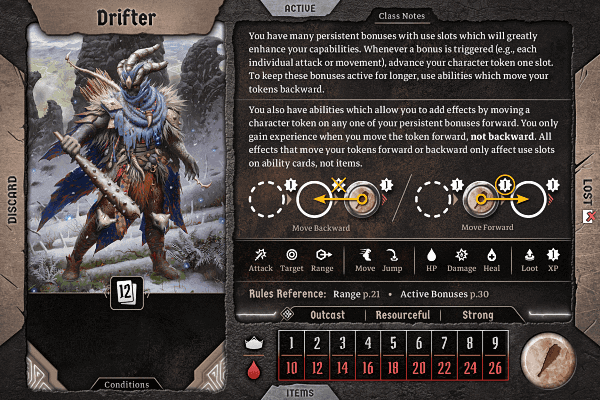 Drifter
ACTIVE
Class Notes
You have many persistent bonuses with use slots which will greatly
enhance your capabilities. Whenever a bonus is triggered (e.g., each
individual attack or movement), advance your character token one slot.
To keep these bonuses active for longer, use abilities which move your
tokens backward.
You also have abilities which allow you to add effects by moving a
character token on any one of your persistent bonuses forward. You only
gain experience when you move the token forward, not backward. All
effects that move your tokens forward or backward only affect use slots
on ability cards, not items.
1 1 1 1 1 1
Move Backward
Move Forward
Attack Target Range Move Jump HP Damage Heal Loot XP
Rules Reference: Range p.21 • Active Bonuses p.30
Outcast Resourceful Strong
1 2 3 4 5 6 7 8 9
10 12 14 16 18 20 22 24 26
12
Conditions
DISCARD
LOST
ITEMS